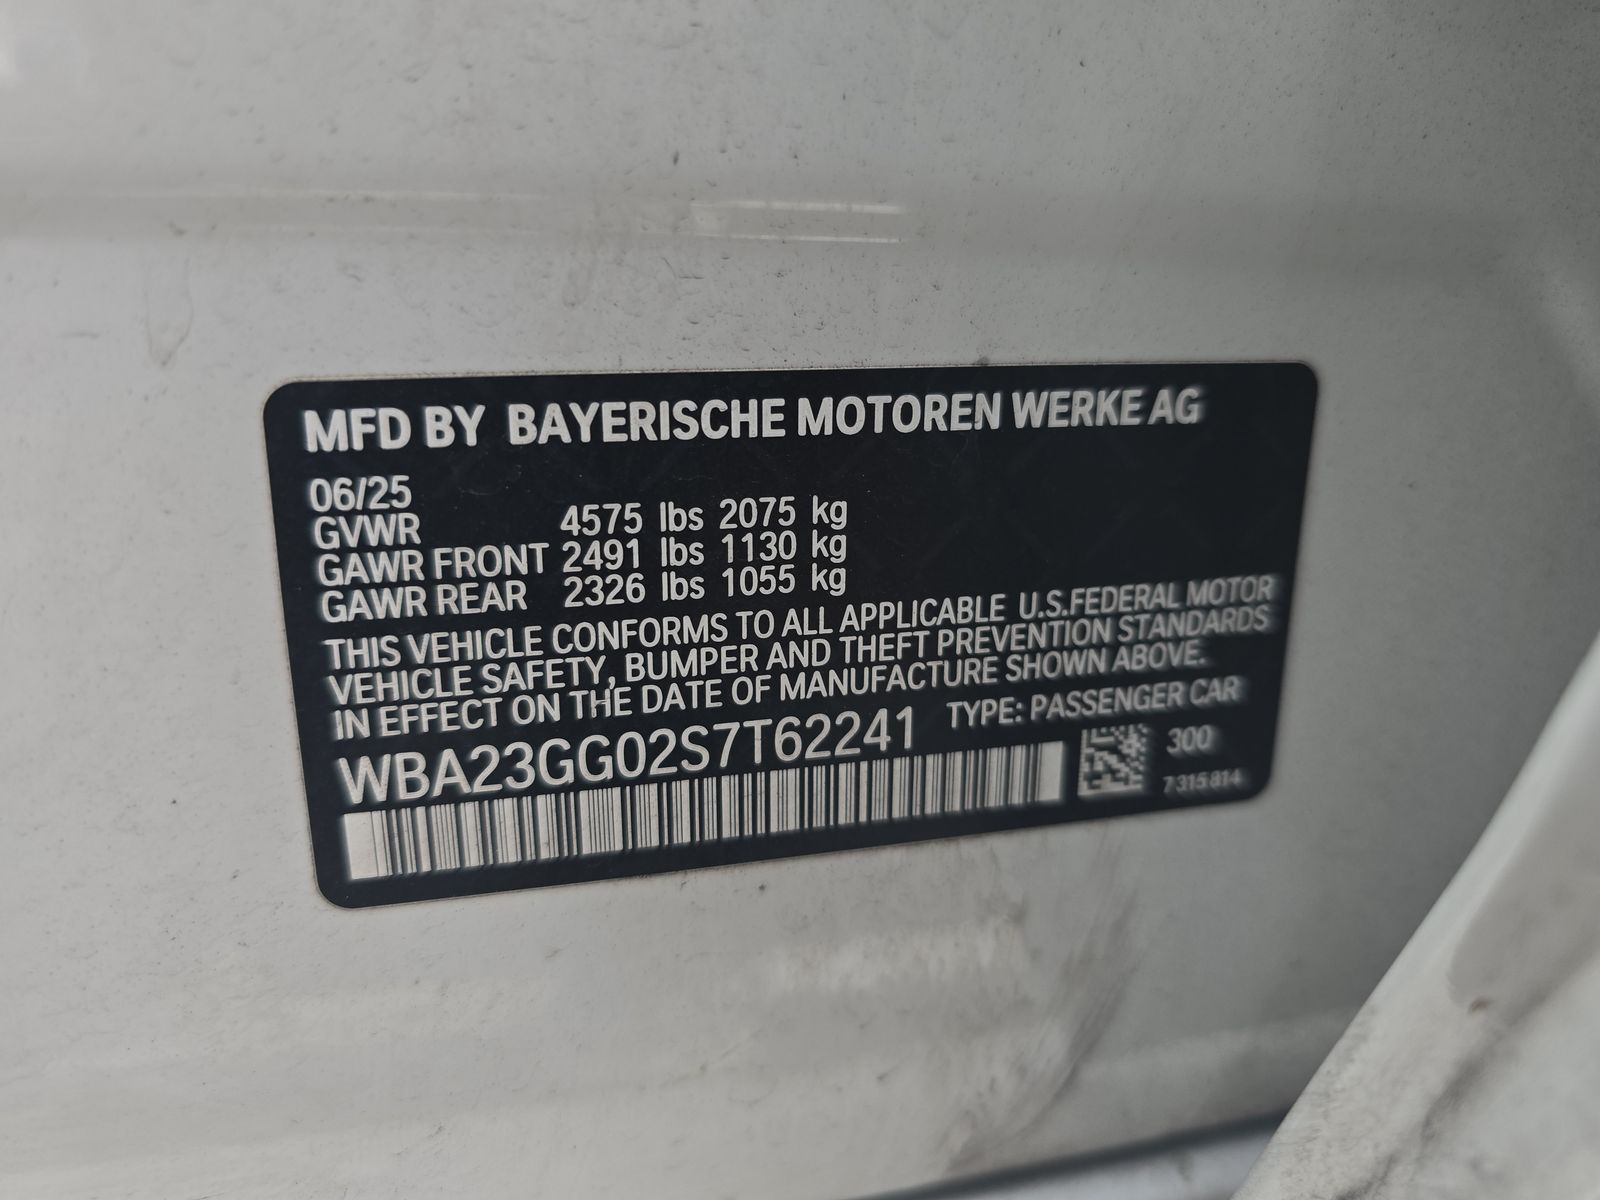 MFD BY BAYERISCHE MOTOREN WERKE AG
06/25
GVWR 4575 lbs 2075 kg
GAWR FRONT 2491 lbs 1130 kg
GAWR REAR 2326 lbs 1055 kg
THIS VEHICLE CONFORMS TO ALL APPLICABLE U.S.FEDERAL MOTOR
VEHICLE SAFETY, BUMPER AND THEFT PREVENTION STANDARDS
IN EFFECT ON THE DATE OF MANUFACTURE SHOWN ABOVE.
WBA23GG02S7T62241 TYPE: PASSENGER CAR
300
7 315 814